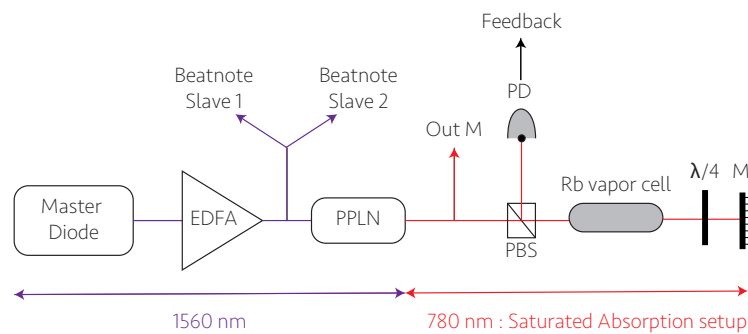 Feedback
Beatnote
Slave 1
Beatnote
Slave 2
PD
Out M
Rb vapor cell
λ/4
M
Master
Diode
EDFA
PPLN
PBS
1560 nm
780 nm : Saturated Absorption setup